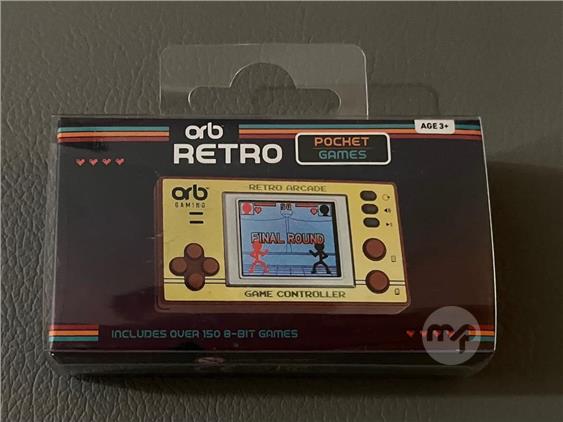 orb
RETRO
POCKET
GAMES
AGE 3+
orb
GAMING
RETRO ARCADE
FINAL ROUND
GAME CONTROLLER
INCLUDES OVER 150 8-BIT GAMES
mp